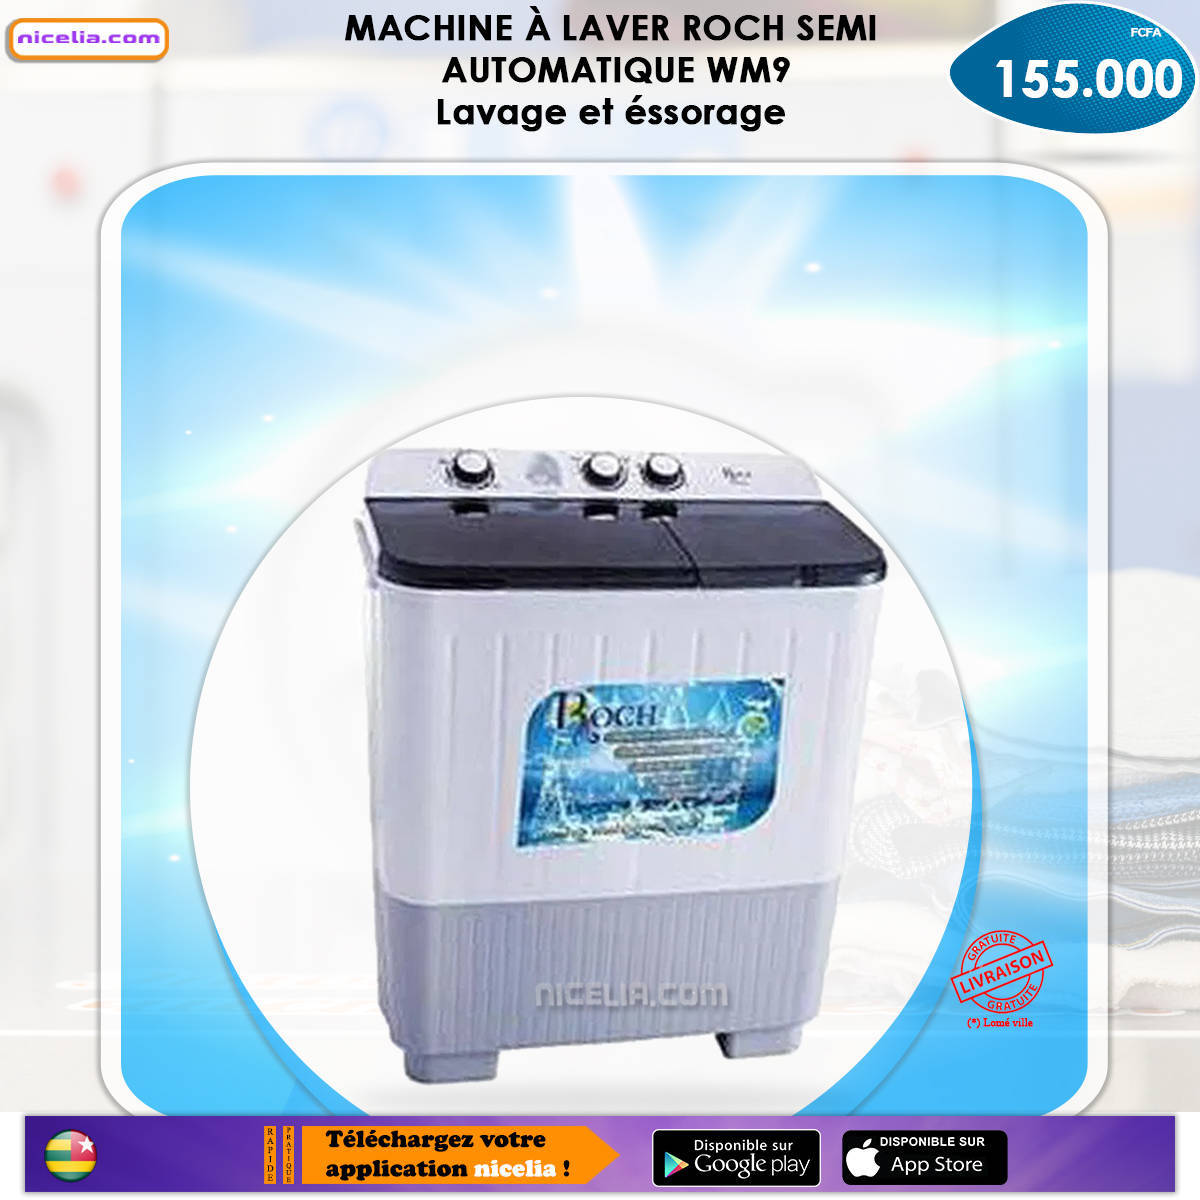 nicelia.com
MACHINE À LAVER ROCH SEMI
AUTOMATIQUE WM9
Lavage et éssorage
FCFA
155.000
ROCH
NICELIA.COM
GRATUITE
LIVRAISON
GRATUITE
(*) Lomé ville
RAPIDE
PRATIQUE
Téléchargez votre
application nicelia !
Disponible sur
Google play
DISPONIBLE SUR
App Store